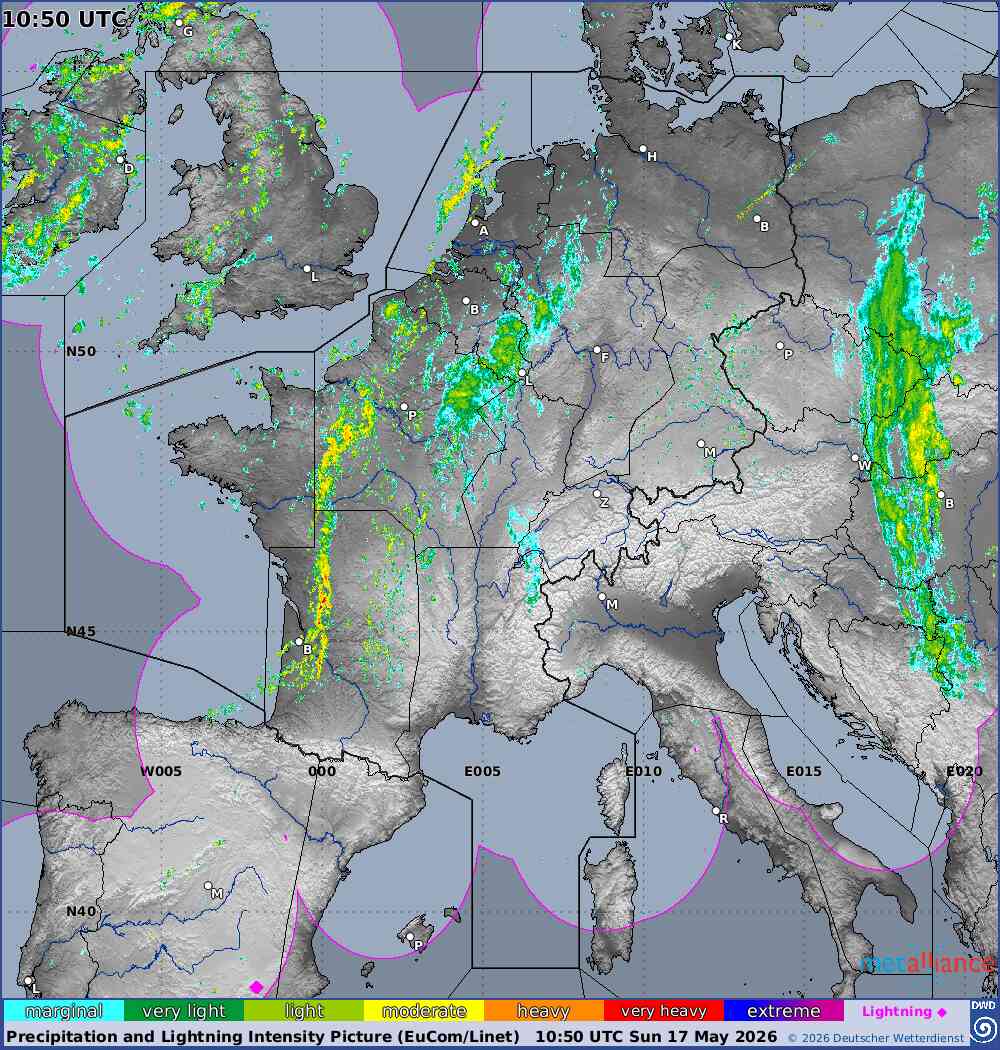 10:50 UTC
G
K
H
D
A
B
L
B
N50
F
P
L
P
M
W
Z
B
M
N45
B
W005
000
E005
E010
E015
E020
R
M
N40
P
L
metalliance
marginal
very light
light
moderate
heavy
very heavy
extreme
Lightning
DWD
Precipitation and Lightning Intensity Picture (EuCom/Linet) 10:50 UTC Sun 17 May 2026 © 2026 Deutscher Wetterdienst